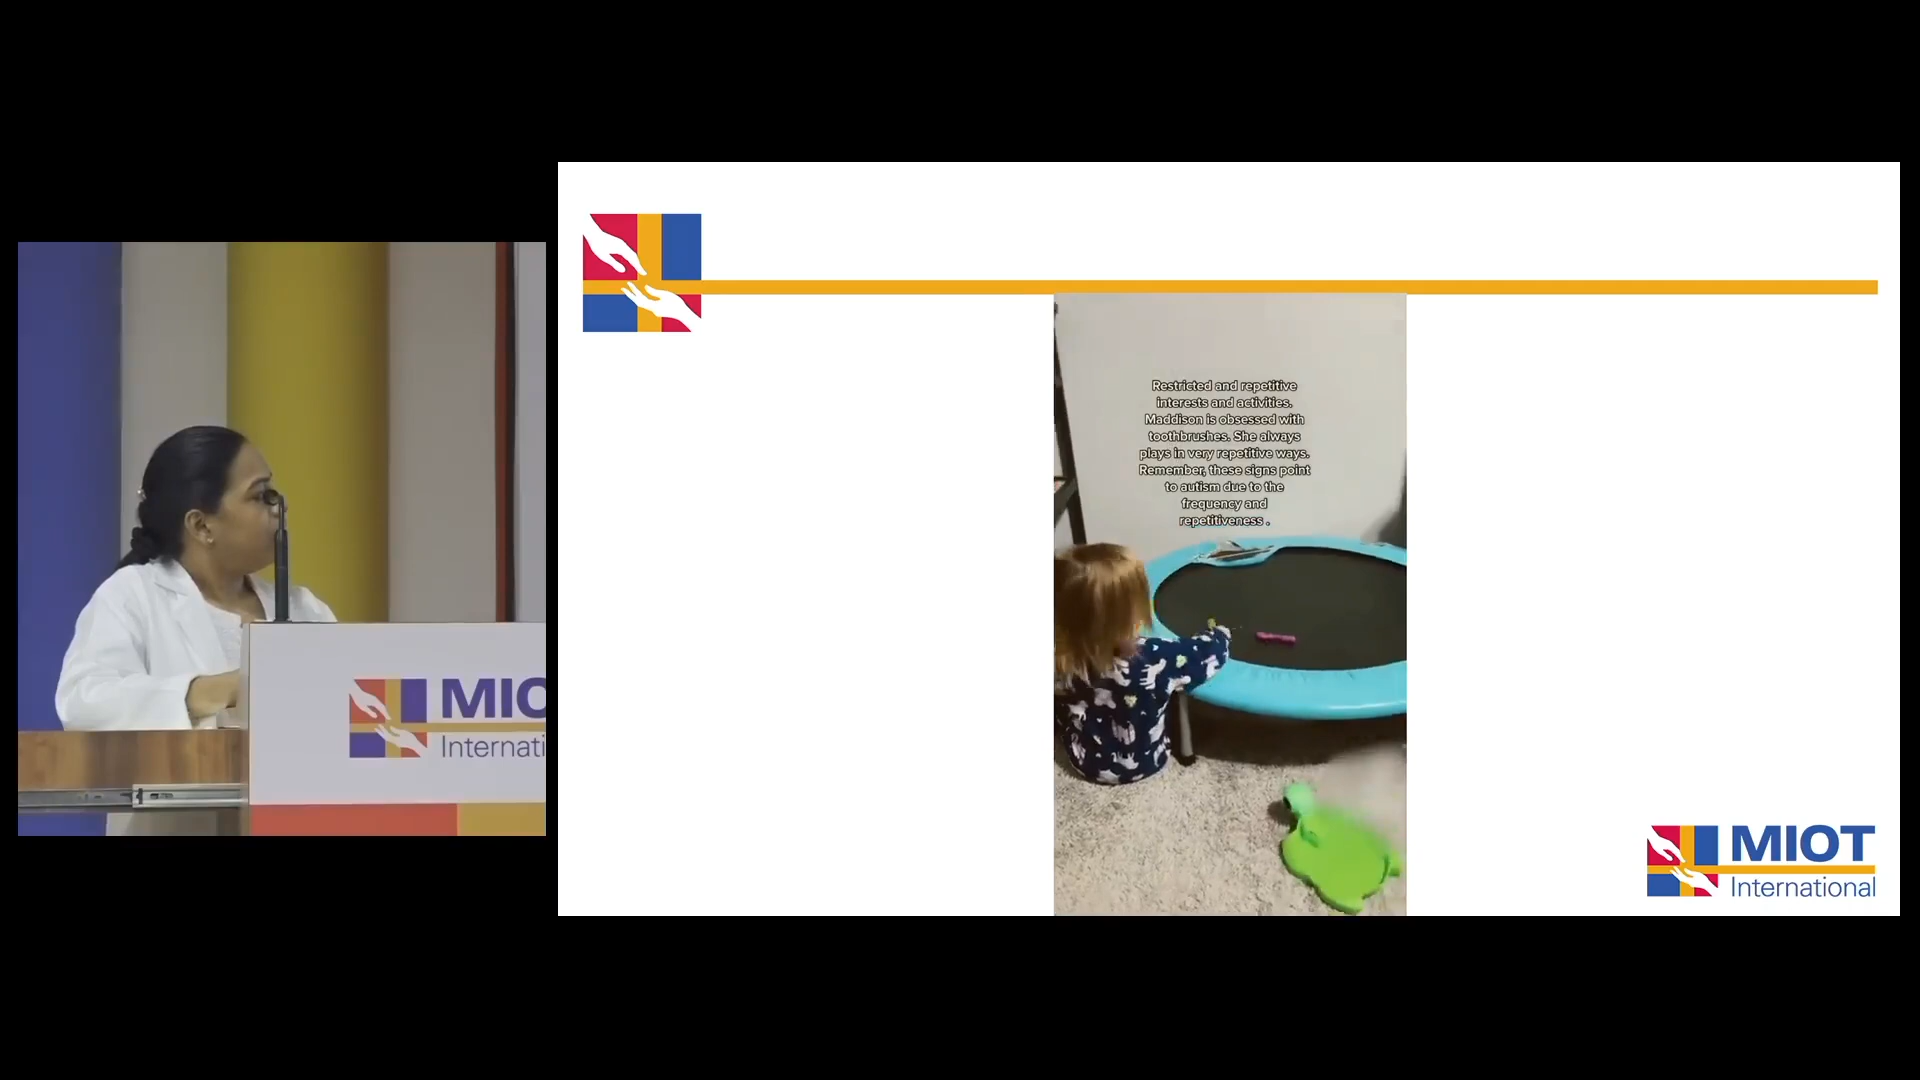 MIO
Internati
Restricted and repetitive
interests and activities.
Maddison is obsessed with
toothbrushes. She always
plays in very repetitive ways.
Remember, these signs point
to autism due to the
frequency and
repetitiveness .
MIOT
International